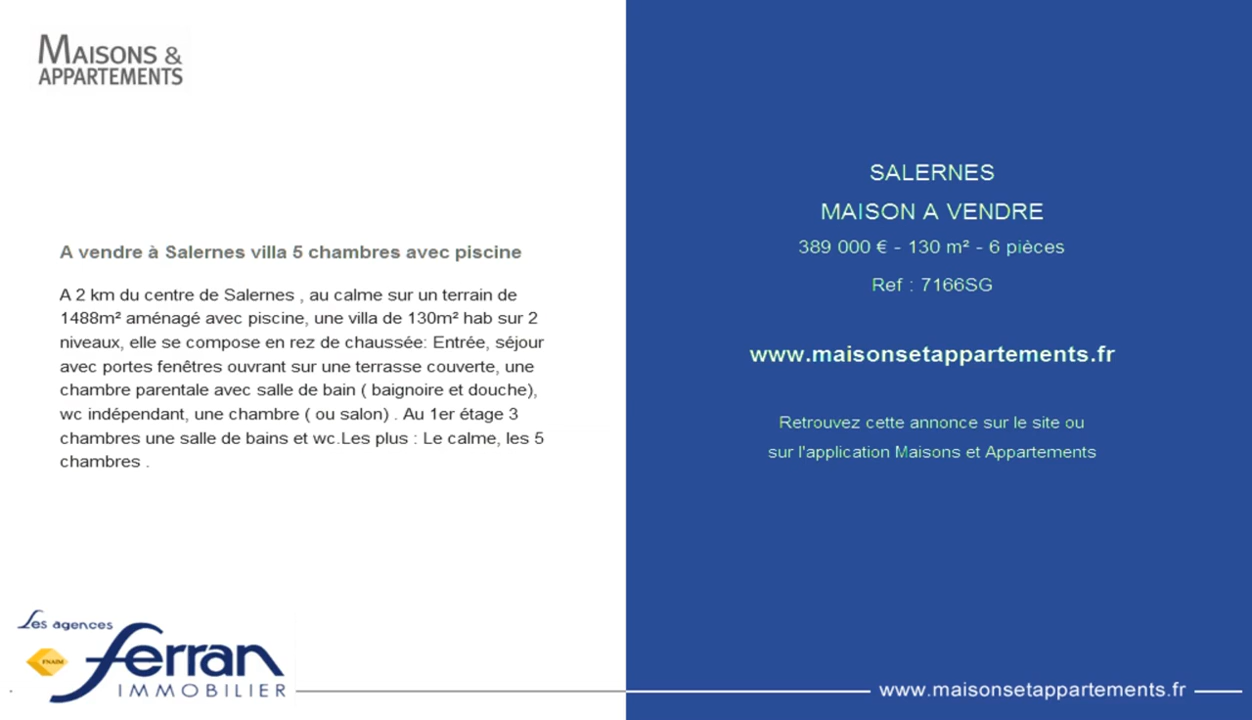 MAISONS &
APPARTEMENTS
A vendre à Salernes villa 5 chambres avec piscine
A 2 km du centre de Salernes , au calme sur un terrain de
1488m² aménagé avec piscine, une villa de 130m² hab sur 2
niveaux, elle se compose en rez de chaussée: Entrée, séjour
avec portes fenêtres ouvrant sur une terrasse couverte, une
chambre parentale avec salle de bain ( baignoire et douche),
wc indépendant, une chambre ( ou salon) . Au 1er étage 3
chambres une salle de bains et wc.Les plus : Le calme, les 5
chambres .
Les agences
FNAIM
ferran
IMMOBILIER
SALERNES
MAISON A VENDRE
389 000 € - 130 m² - 6 pièces
Ref : 7166SG
www.maisonsetappartements.fr
Retrouvez cette annonce sur le site ou
sur l'application Maisons et Appartements
www.maisonsetappartements.fr